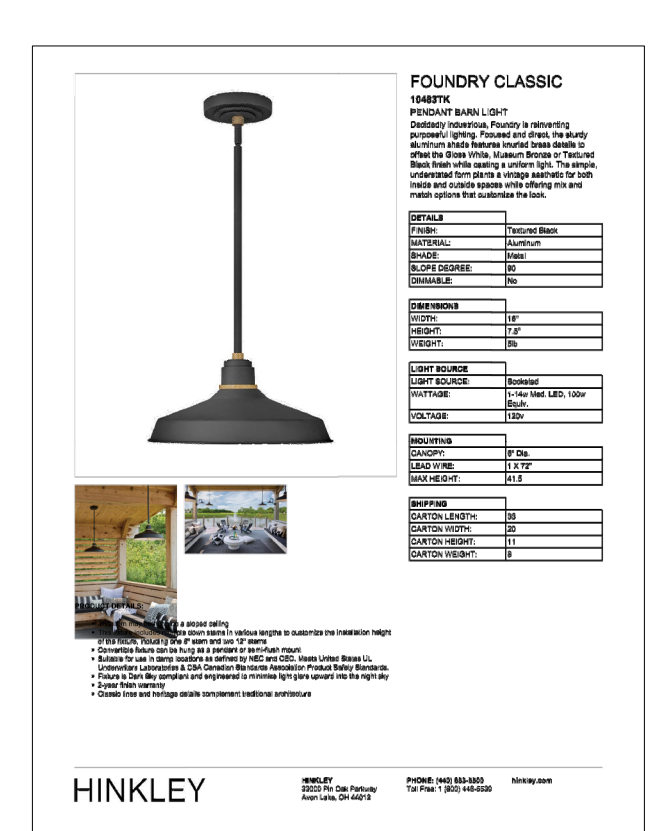 FOUNDRY CLASSIC
10483TK
PENDANT BARN LIGHT
Decidedly industrious, Foundry is reinventing
purposeful lighting. Focused and direct, the sturdy
aluminum shade features knurled brass details to
offset the Gloss White, Museum Bronze or Textured
Black finish while casting a uniform light. The simple,
understated form plants a vintage aesthetic for both
inside and outside spaces while offering mix and
match options that customize the look.
DETAILS
FINISH: Textured Black
MATERIAL: Aluminum
SHADE: Metal
SLOPE DEGREE: 90
DIMMABLE: No
DIMENSIONS
WIDTH: 16"
HEIGHT: 7.5"
WEIGHT: 5lb
LIGHT SOURCE
LIGHT SOURCE: Socketed
WATTAGE: 1-14w Med. LED, 100w
Equiv.
VOLTAGE: 120v
MOUNTING
CANOPY: 6" Dia.
LEAD WIRE: 1 X 72"
MAX HEIGHT: 41.5
SHIPPING
CARTON LENGTH: 33
CARTON WIDTH: 20
CARTON HEIGHT: 11
CARTON WEIGHT: 8
PRODUCT DETAILS:
a sloped ceiling
down stems in various lengths to customize the installation height
of the fixture, including one 6" stem and two 12" stems
• Convertible fixture can be hung as a pendant or semi-flush mount
• Suitable for use in damp locations as defined by NEC and CEC. Meets United States UL
Underwriters Laboratories & CSA Canadian Standards Association Product Safety Standards.
• Fixture is Dark Sky compliant and engineered to minimize light glare upward into the night sky
• 2-year finish warranty
• Classic lines and heritage details complement traditional architecture
HINKLEY
HINKLEY
33000 Pin Oak Parkway
Avon Lake, OH 44012
PHONE: (440) 653-5500
Toll Free: 1 (800) 446-5539
hinkley.com